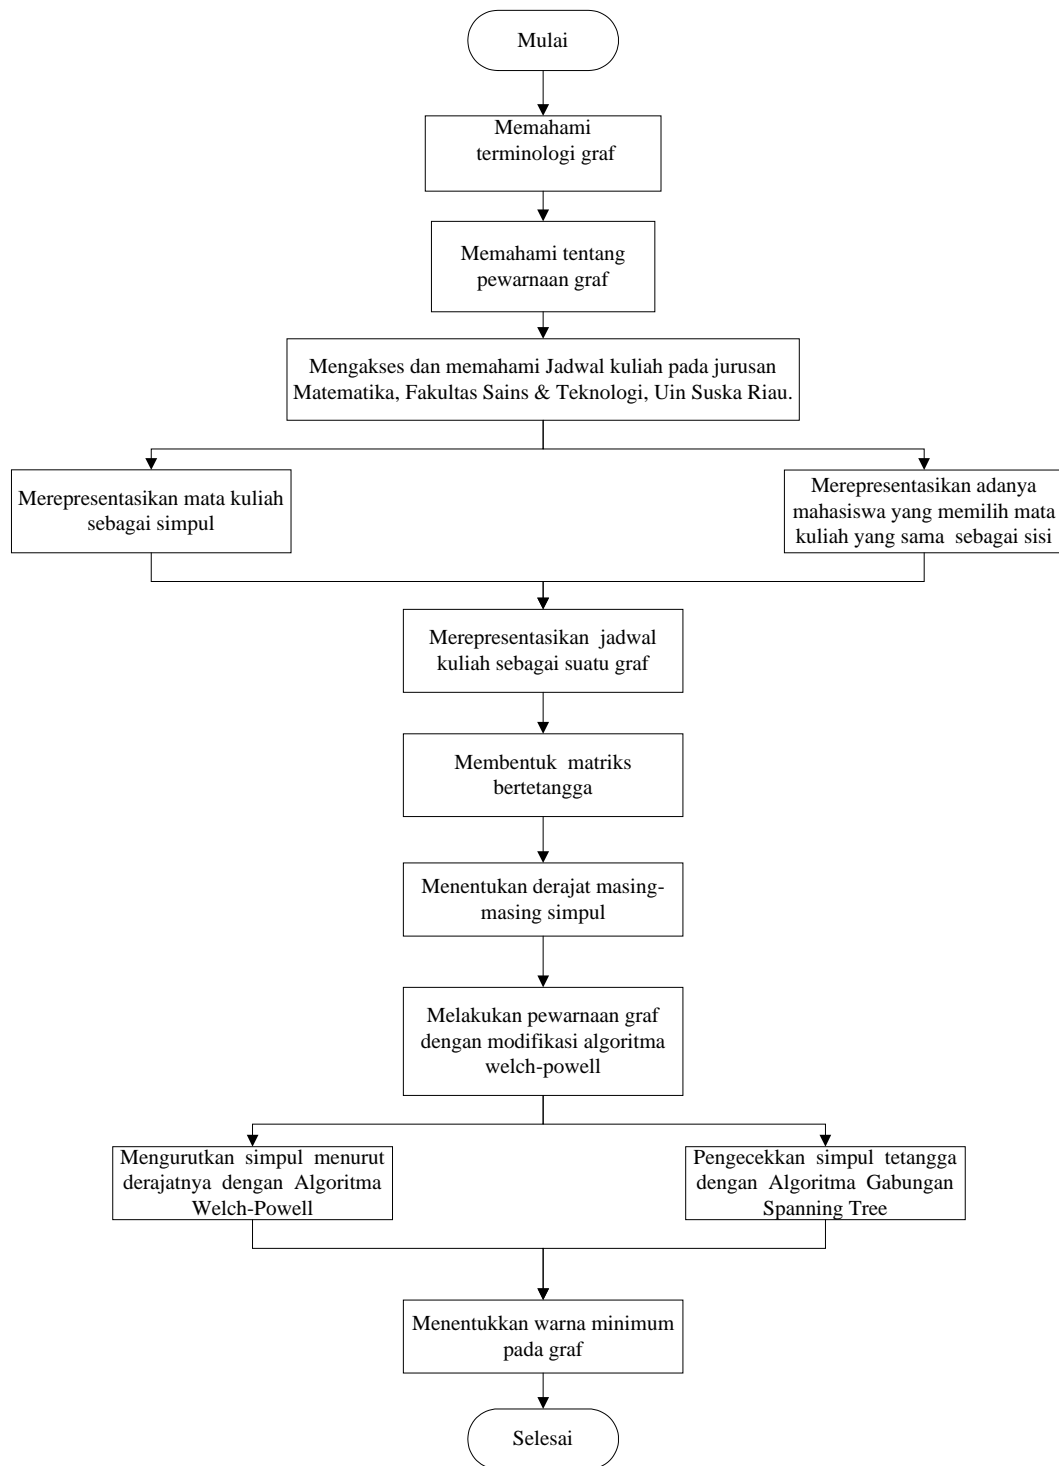 Mulai
Memahami
terminologi graf
Memahami tentang
pewarnaan graf
Mengakses dan memahami Jadwal kuliah pada jurusan
Matematika, Fakultas Sains & Teknologi, Uin Suska Riau.
Merepresentasikan mata kuliah
sebagai simpul
Merepresentasikan adanya
mahasiswa yang memilih mata
kuliah yang sama sebagai sisi
Merepresentasikan jadwal
kuliah sebagai suatu graf
Membentuk matriks
bertetangga
Menentukan derajat masing-
masing simpul
Melakukan pewarnaan graf
dengan modifikasi algoritma
welch-powell
Mengurutkan simpul menurut
derajatnya dengan Algoritma
Welch-Powell
Pengecekkan simpul tetangga
dengan Algoritma Gabungan
Spanning Tree
Menentukkan warna minimum
pada graf
Selesai